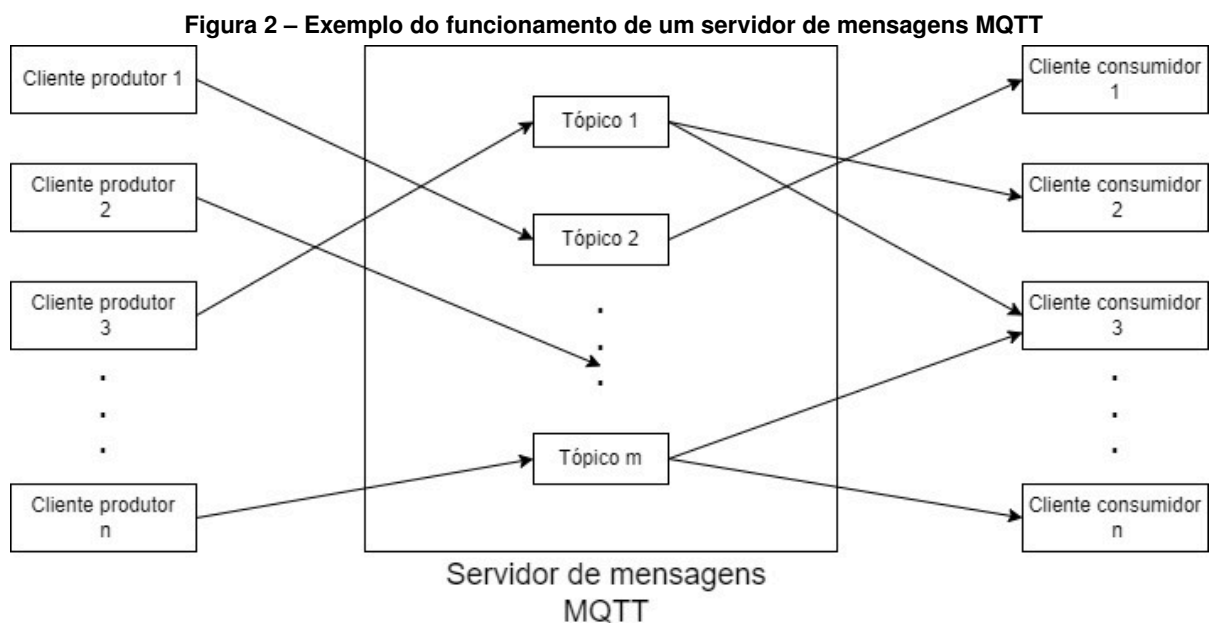 Figura 2 – Exemplo do funcionamento de um servidor de mensagens MQTT
Cliente produtor 1
Cliente produtor
2
Cliente produtor
3
Cliente produtor
n
Tópico 1
Tópico 2
Tópico m
Cliente consumidor
1
Cliente consumidor
2
Cliente consumidor
3
Cliente consumidor
n
Servidor de mensagens
MQTT